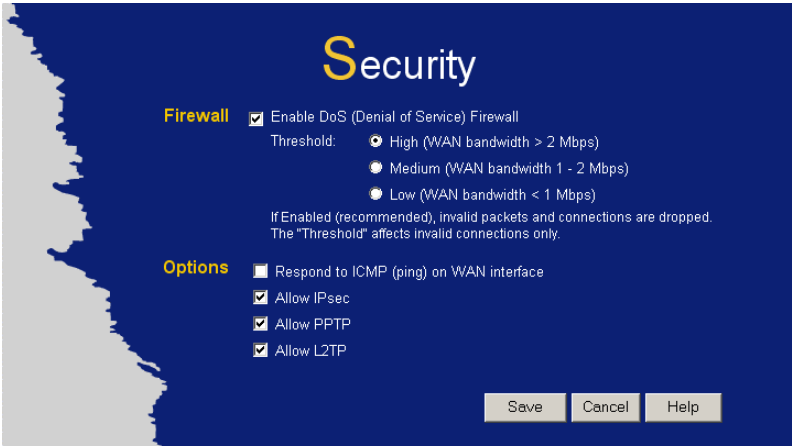 Security
Firewall Enable DoS (Denial of Service) Firewall
Threshold: High (WAN bandwidth > 2 Mbps)
Medium (WAN bandwidth 1 - 2 Mbps)
Low (WAN bandwidth < 1 Mbps)
If Enabled (recommended), invalid packets and connections are dropped.
The "Threshold" affects invalid connections only.
Options Respond to ICMP (ping) on WAN interface
Allow IPsec
Allow PPTP
Allow L2TP
Save Cancel Help